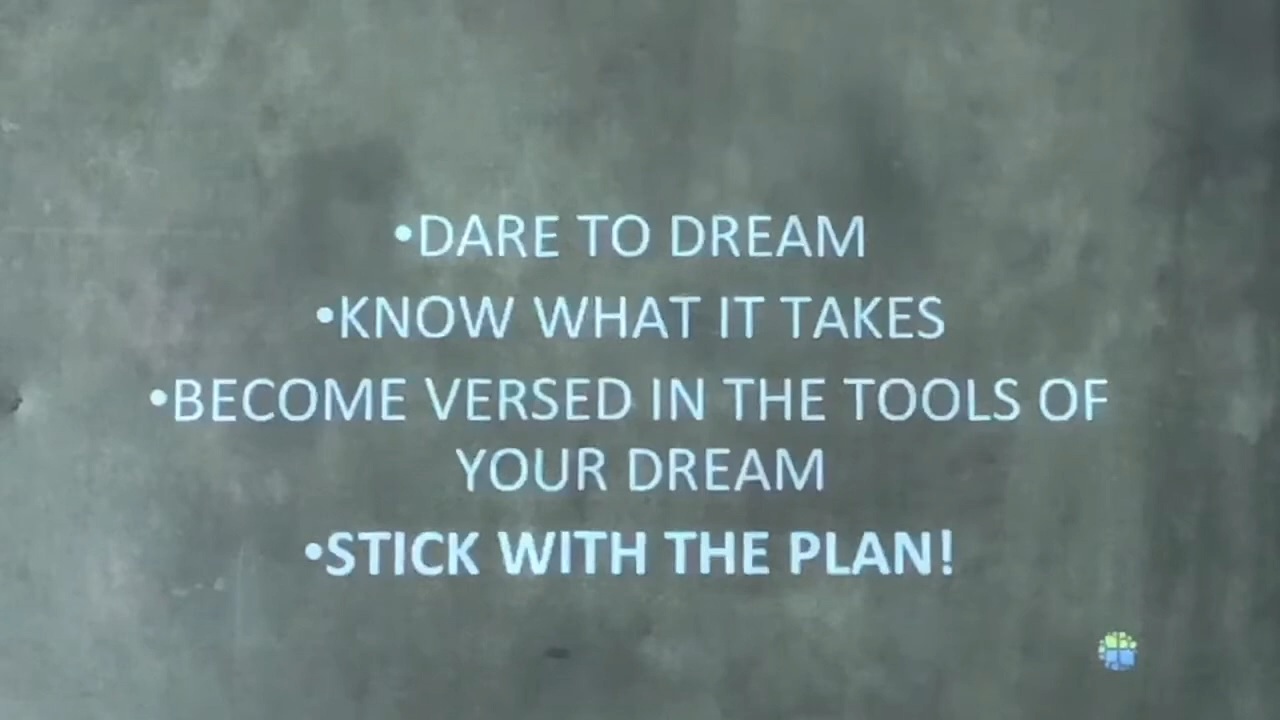 •DARE TO DREAM
•KNOW WHAT IT TAKES
•BECOME VERSED IN THE TOOLS OF
YOUR DREAM
•STICK WITH THE PLAN!